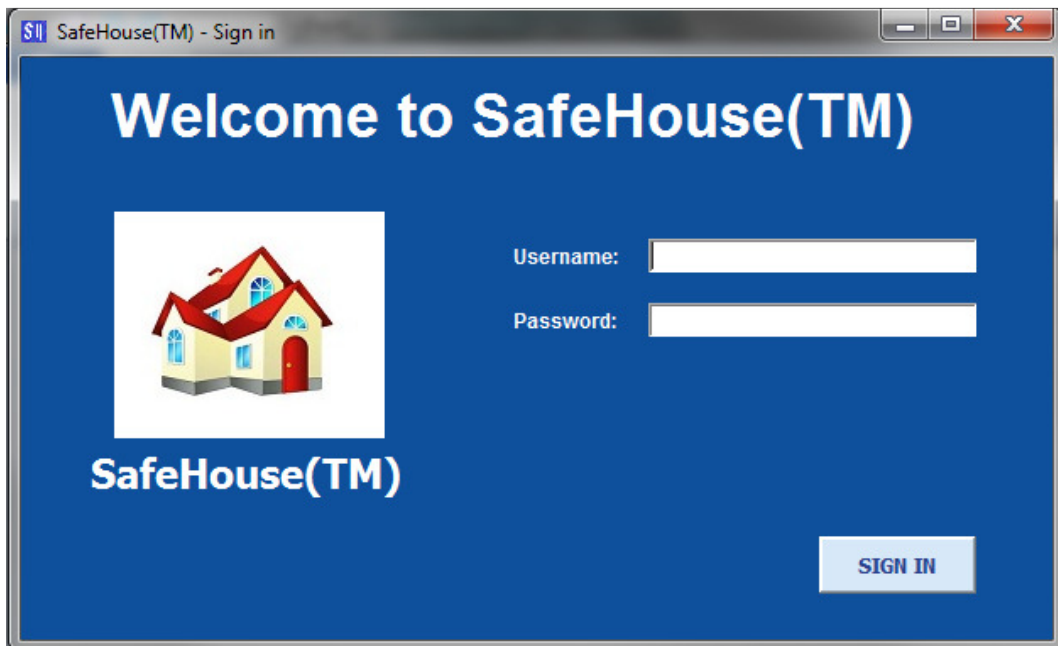 SafeHouse(TM) - Sign in
Welcome to SafeHouse(TM)
Username:
Password:
SafeHouse(TM)
SIGN IN